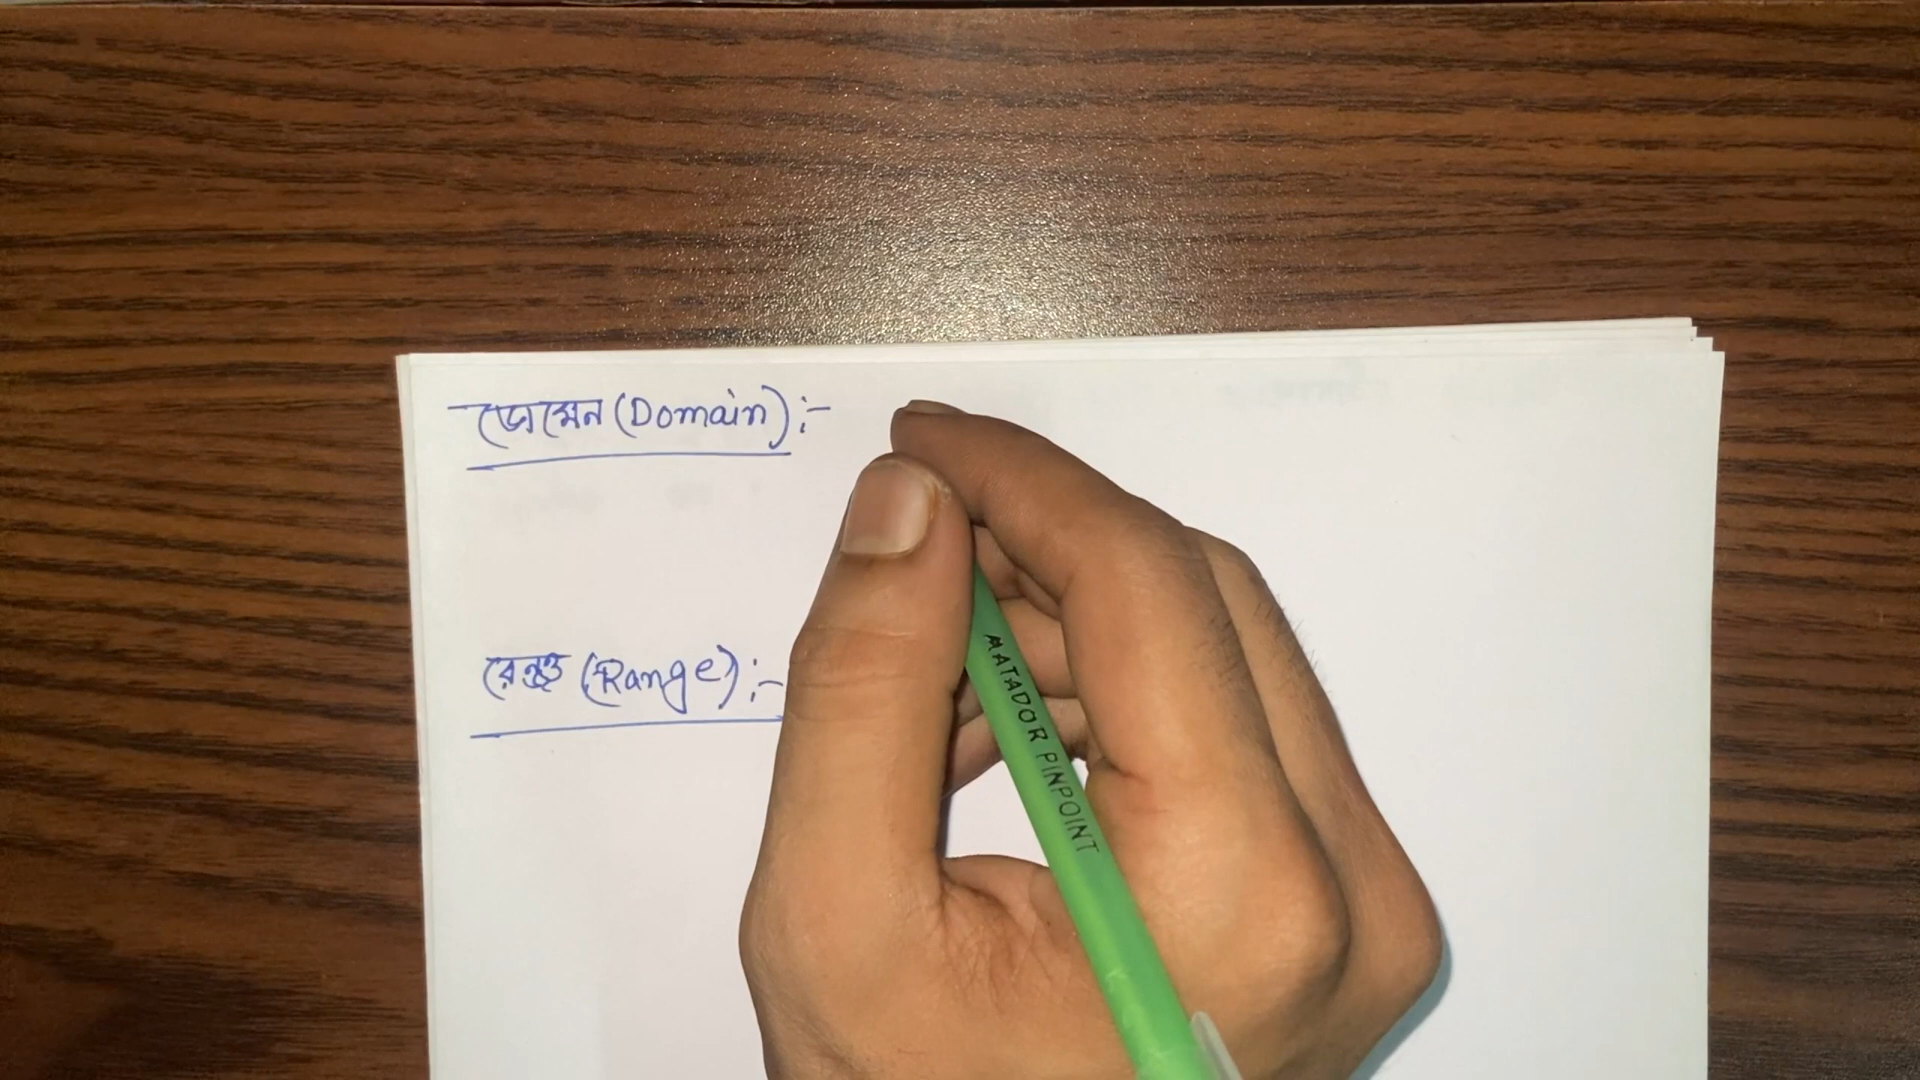 ডোমেন (Domain) :-
রেঞ্জ (Range) :-
MATADOR PINPOINT